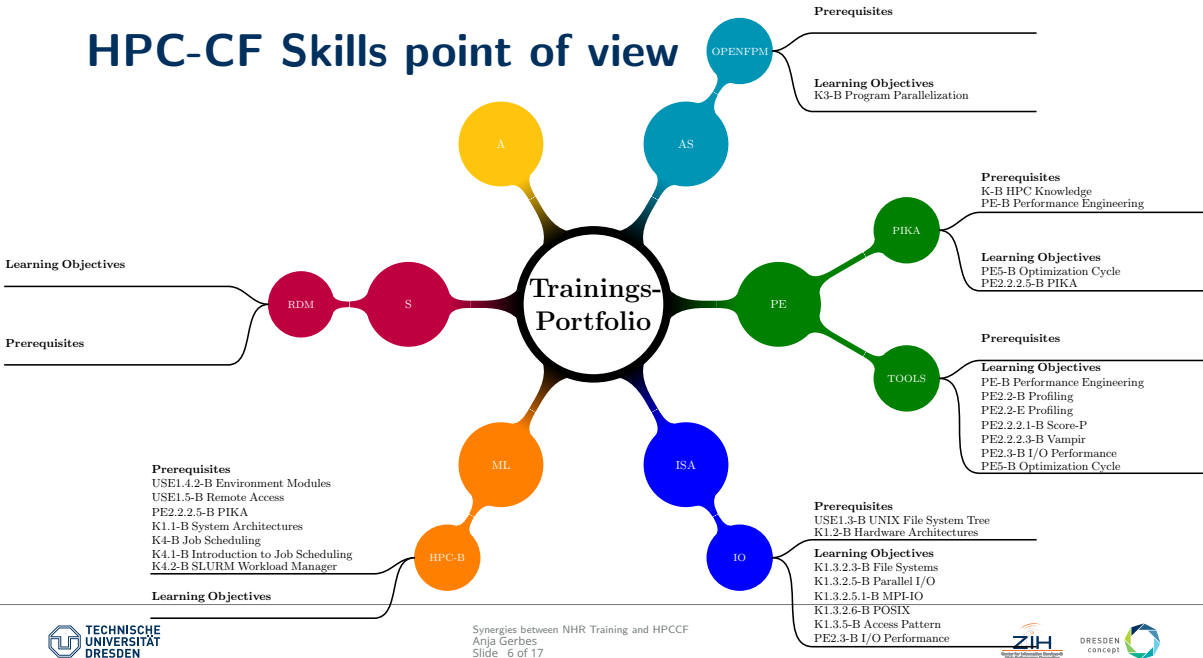 HPC-CF Skills point of view
OPENFPM
Prerequisites
Learning Objectives
K3-B Program Parallelization
A
AS
Prerequisites
K-B HPC Knowledge
PE-B Performance Engineering
PIKA
Learning Objectives
PE5-B Optimization Cycle
PE2.2.2.5-B PIKA
Learning Objectives
RDM
S
Trainings-
Portfolio
PE
Prerequisites
Prerequisites
TOOLS
Learning Objectives
PE-B Performance Engineering
PE2.2-B Profiling
PE2.2-E Profiling
PE2.2.2.1-B Score-P
PE2.2.2.3-B Vampir
PE2.3-B I/O Performance
PE5-B Optimization Cycle
ML
ISA
Prerequisites
USE1.4.2-B Environment Modules
USE1.5-B Remote Access
PE2.2.2.5-B PIKA
K1.1-B System Architectures
K4-B Job Scheduling
K4.1-B Introduction to Job Scheduling
K4.2-B SLURM Workload Manager
HPC-B
Learning Objectives
Prerequisites
USE1.3-B UNIX File System Tree
K1.2-B Hardware Architectures
IO
Learning Objectives
K1.3.2.3-B File Systems
K1.3.2.5-B Parallel I/O
K1.3.2.5.1-B MPI-IO
K1.3.2.6-B POSIX
K1.3.5-B Access Pattern
PE2.3-B I/O Performance
TECHNISCHE
UNIVERSITÄT
DRESDEN
Synergies between NHR Training and HPCCF
Anja Gerbes
Slide 6 of 17
ZIH
DRESDEN
concept